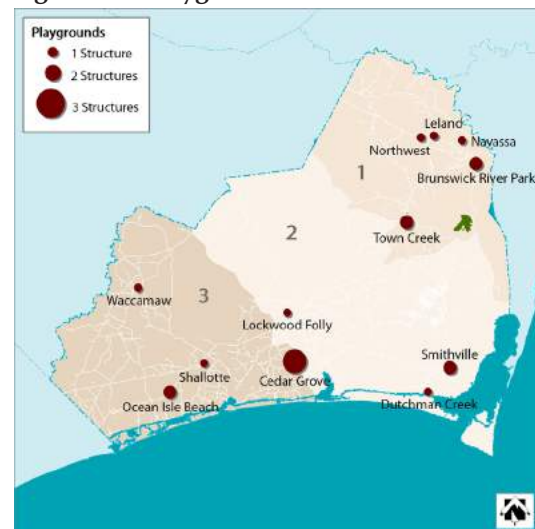 Playgrounds
1 Structure
2 Structures
3 Structures
Leland
Northwest
Navassa
1
Brunswick River Park
2
Town Creek
3
Waccamaw
Lockwood Folly
Smithville
Shallotte
Cedar Grove
Ocean Isle Beach
Dutchman Creek